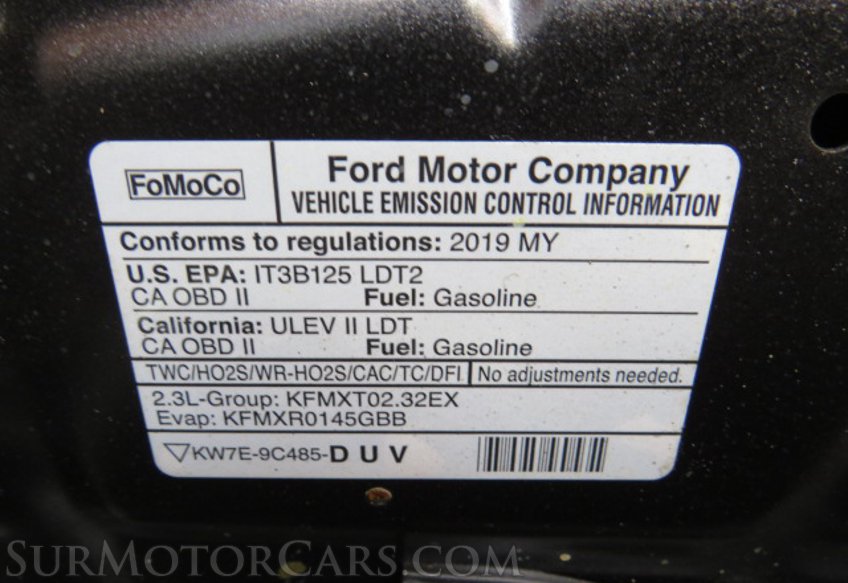 FoMoCo
Ford Motor Company
VEHICLE EMISSION CONTROL INFORMATION
Conforms to regulations: 2019 MY
U.S. EPA: IT3B125 LDT2
CA OBD II Fuel: Gasoline
California: ULEV II LDT
CA OBD II Fuel: Gasoline
TWC/HO2S/WR-HO2S/CAC/TC/DFI No adjustments needed.
2.3L-Group: KFMXT02.32EX
Evap: KFMXR0145GBB
KW7E-9C485-D U V
SURMOTORCARS.COM